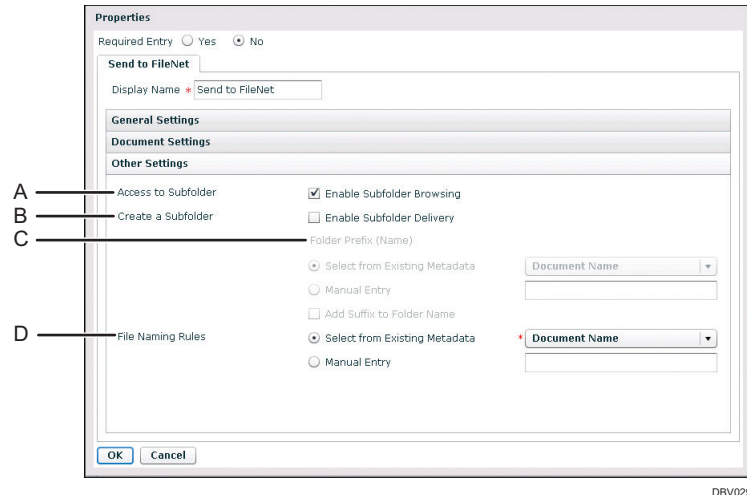 Properties
Required Entry Yes No
Send to FileNet
Display Name * Send to FileNet
General Settings
Document Settings
Other Settings
A Access to Subfolder Enable Subfolder Browsing
B Create a Subfolder Enable Subfolder Delivery
C Folder Prefix (Name)
Select from Existing Metadata Document Name
Manual Entry
Add Suffix to Folder Name
D File Naming Rules Select from Existing Metadata * Document Name
Manual Entry
OK Cancel